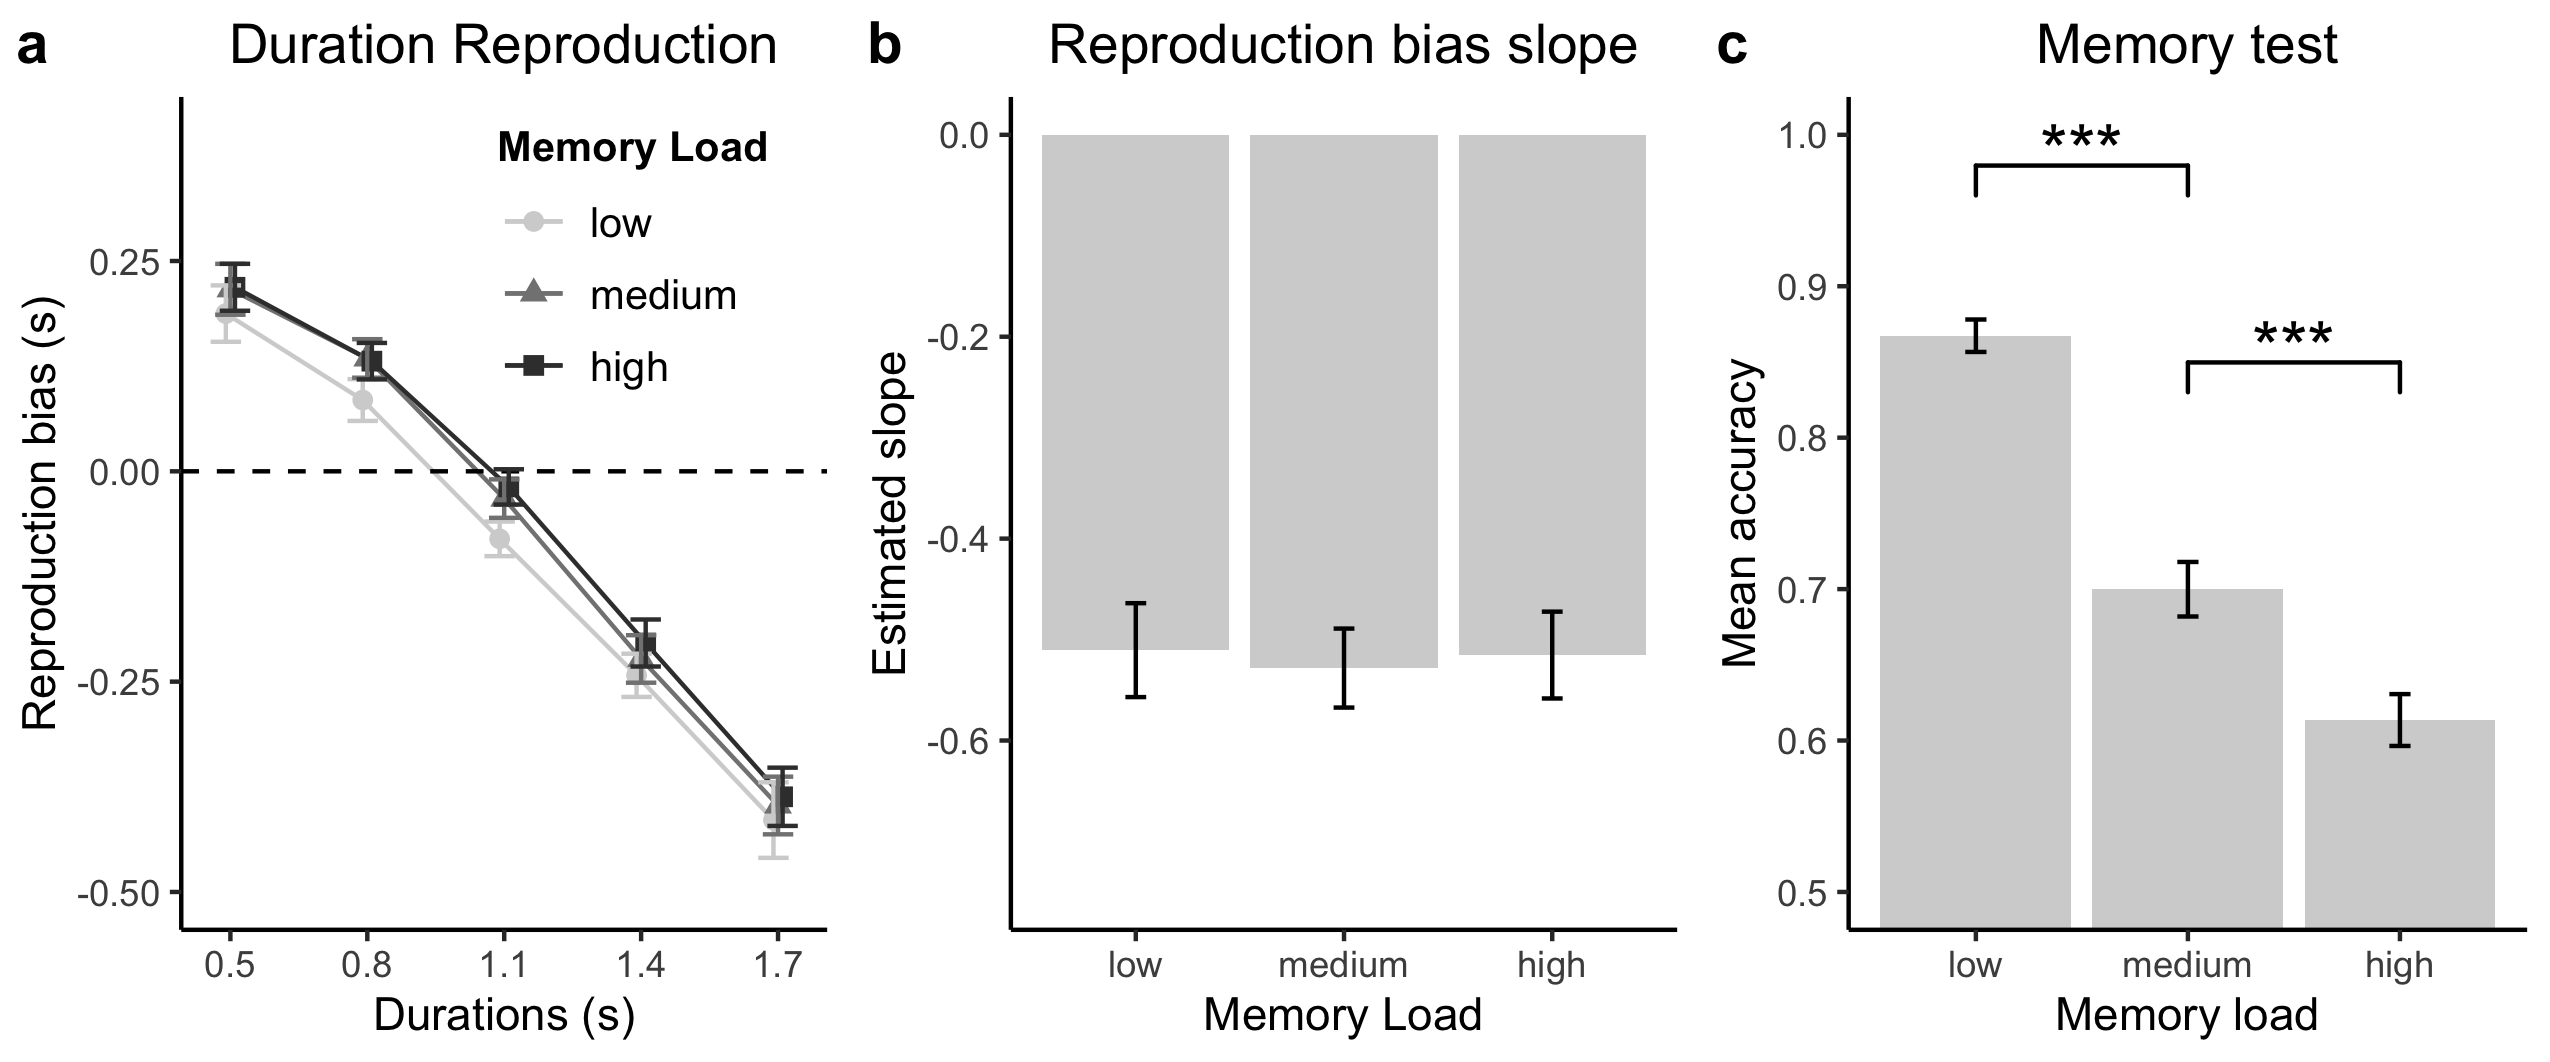 a Duration Reproduction
Reproduction bias (s)
0.25
0.00
-0.25
-0.50
Memory Load
low
medium
high
0.5 0.8 1.1 1.4 1.7
Durations (s)
b Reproduction bias slope
Estimated slope
0.0
-0.2
-0.4
-0.6
low medium high
Memory Load
c Memory test
Mean accuracy
1.0
0.9
0.8
0.7
0.6
0.5
***
***
low medium high
Memory load